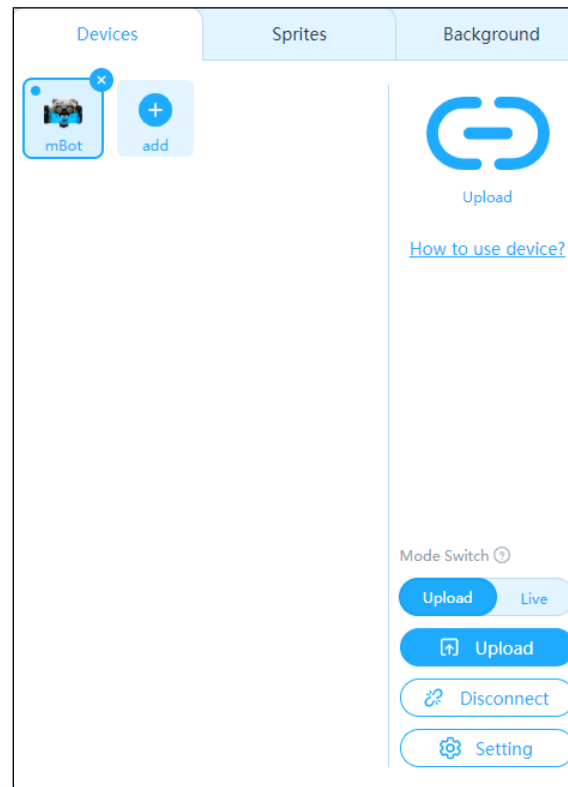 Devices
Sprites
Background
mBot
add
Upload
How to use device?
Mode Switch
Upload
Live
Upload
Disconnect
Setting